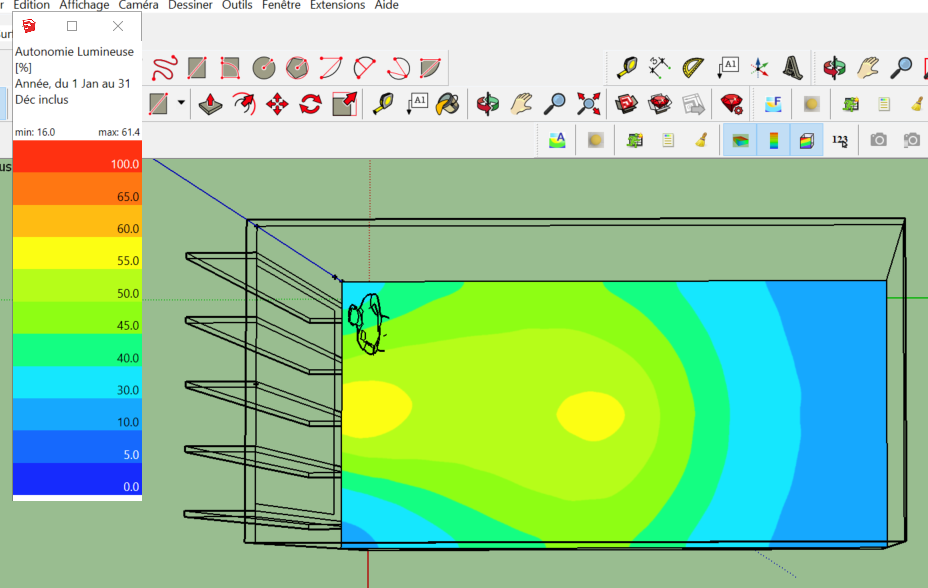 r Edition Affichage Caméra Dessiner Outils Fenêtre Extensions Aide
Autonomie Lumineuse
[%]
Année, du 1 Jan au 31
Déc inclus
min: 16.0 max: 61.4
100.0
65.0
60.0
55.0
50.0
45.0
40.0
30.0
10.0
5.0
0.0
A1
A1
F
A
123
us